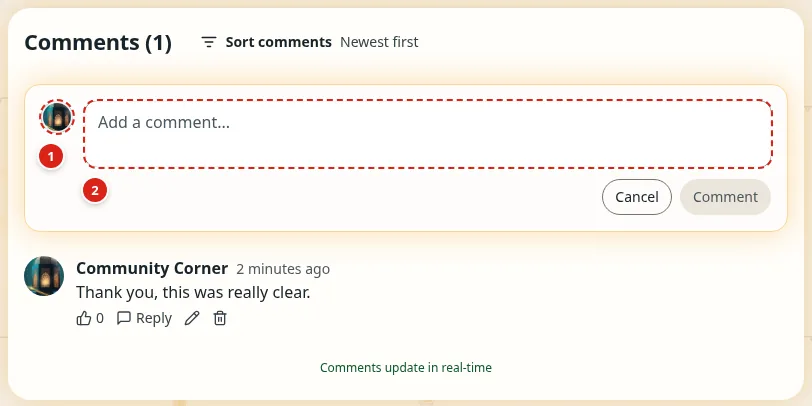 Comments (1)
Sort comments Newest first
Add a comment...
1
2
Cancel
Comment
Community Corner 2 minutes ago
Thank you, this was really clear.
0 Reply
Comments update in real-time